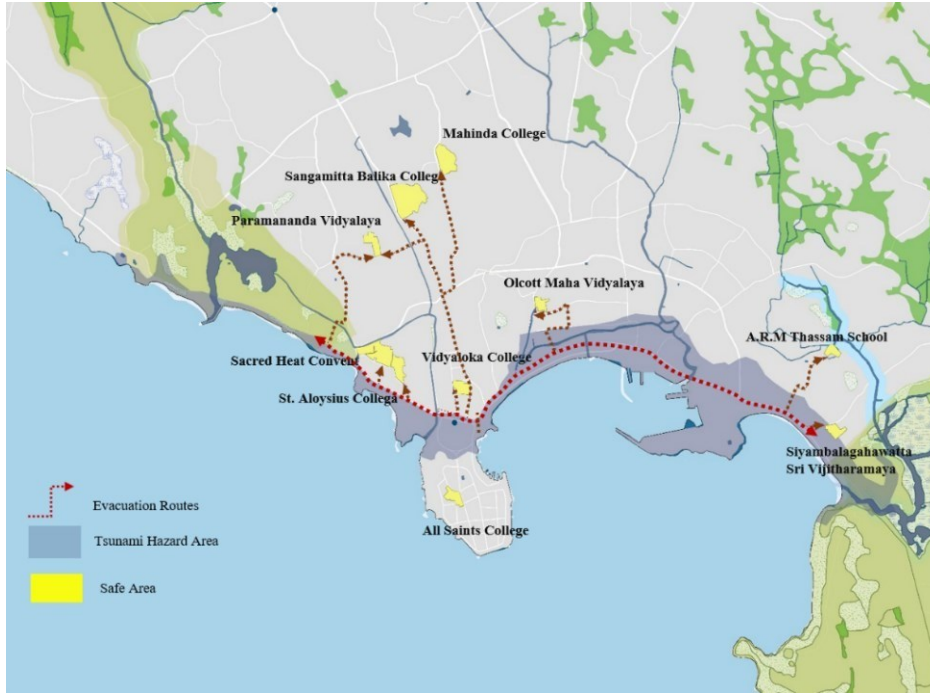 Mahinda College
Sangamitta Balika Colleg
Paramananda Vidyalaya
Olcott Maha Vidyalaya
A.R.M Thassam School
Sacred Heat Convent
Vidyaloka College
St. Aloysius Collega
Siyambalagahawatta
Sri Vijitharamaya
All Saints College
Evacuation Routes
Tsunami Hazard Area
Safe Area